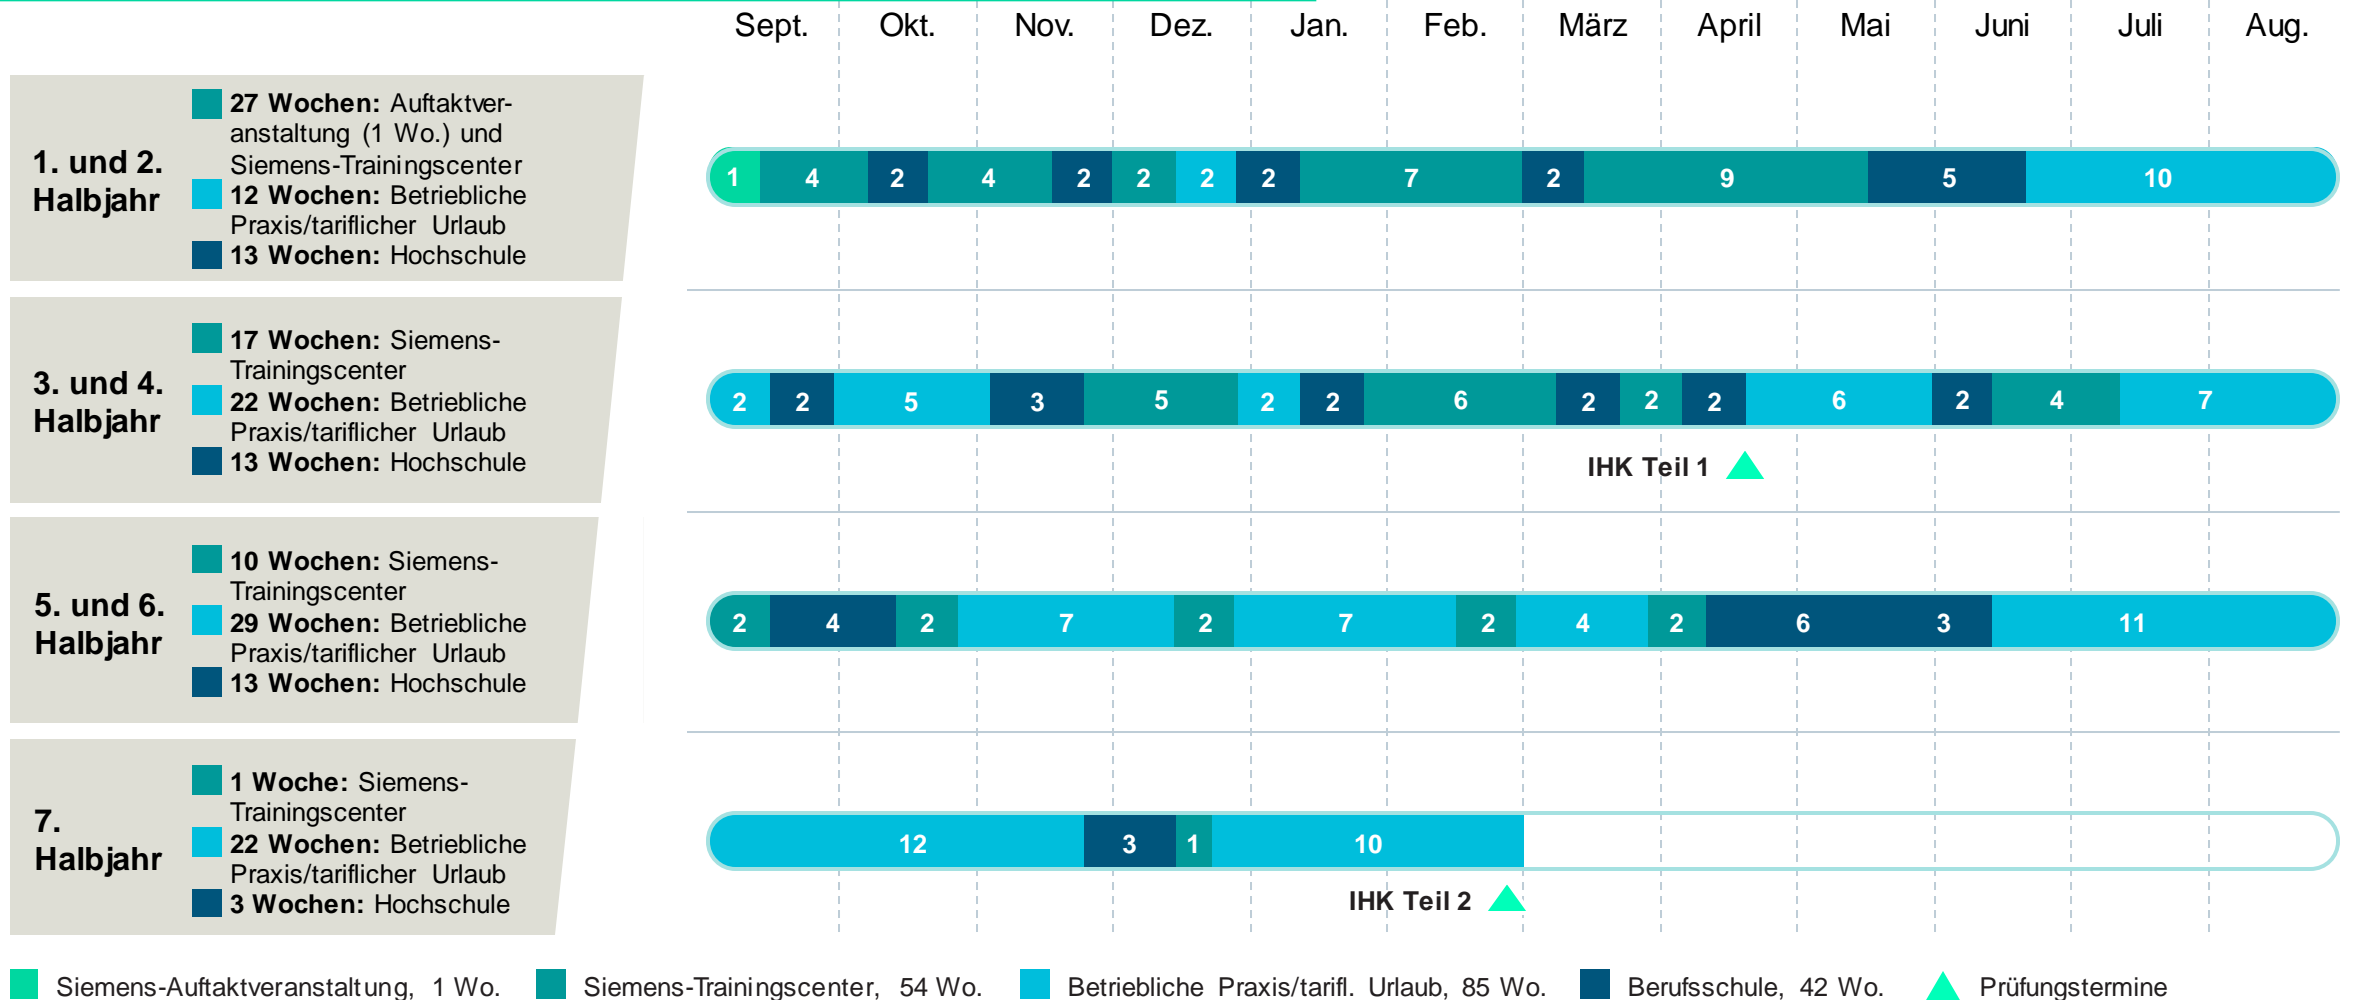 Sept. Okt. Nov. Dez. Jan. Feb. März April Mai Juni Juli Aug.
1. und 2.
Halbjahr
27 Wochen: Auftaktver-
anstaltung (1 Wo.) und
Siemens-Trainingscenter
12 Wochen: Betriebliche
Praxis/tariflicher Urlaub
13 Wochen: Hochschule
1 4 2 4 2 2 2 2 7 2 9 5 10
3. und 4.
Halbjahr
17 Wochen: Siemens-
Trainingscenter
22 Wochen: Betriebliche
Praxis/tariflicher Urlaub
13 Wochen: Hochschule
2 2 5 3 5 2 2 6 2 2 2 6 2 4 7
IHK Teil 1
5. und 6.
Halbjahr
10 Wochen: Siemens-
Trainingscenter
29 Wochen: Betriebliche
Praxis/tariflicher Urlaub
13 Wochen: Hochschule
2 4 2 7 2 7 2 4 2 6 3 11
7.
Halbjahr
1 Woche: Siemens-
Trainingscenter
22 Wochen: Betriebliche
Praxis/tariflicher Urlaub
3 Wochen: Hochschule
12 3 1 10
IHK Teil 2
Siemens-Auftaktveranstaltung, 1 Wo. Siemens-Trainingscenter, 54 Wo. Betriebliche Praxis/tarifl. Urlaub, 85 Wo. Berufsschule, 42 Wo. Prüfungstermine